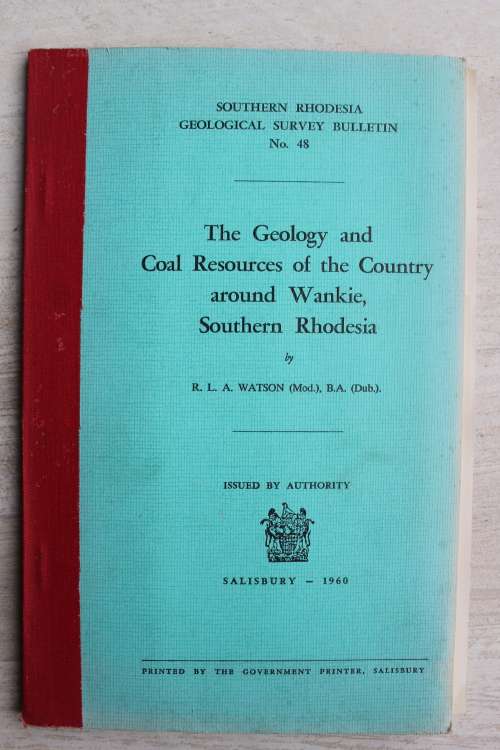 SOUTHERN RHODESIA
GEOLOGICAL SURVEY BULLETIN
No. 48
The Geology and
Coal Resources of the Country
around Wankie,
Southern Rhodesia
by
R. L. A. WATSON (Mod.), B.A. (Dub.).
ISSUED BY AUTHORITY
SALISBURY – 1960
PRINTED BY THE GOVERNMENT PRINTER, SALISBURY